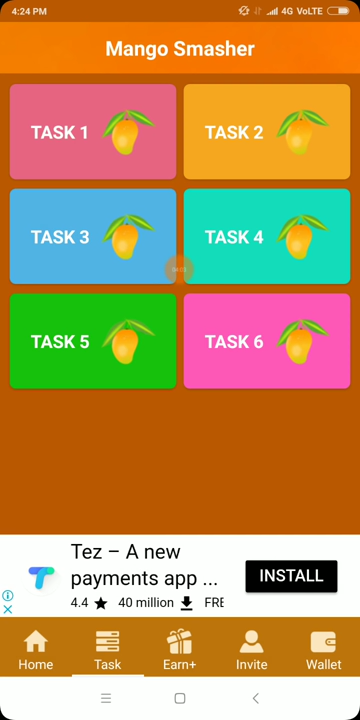 4:24 PM 4G VoLTE
Mango Smasher
TASK 1
TASK 2
TASK 3
TASK 4
TASK 5
TASK 6
Tez – A new
payments app ...
4.4 ★ 40 million FRE
INSTALL
Home
Task
Earn+
Invite
Wallet